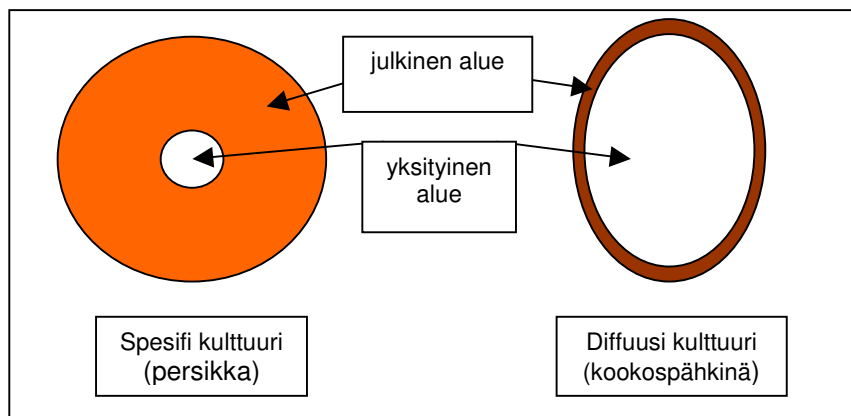 julkinen alue
yksityinen
alue
Spesifi kulttuuri
(persikka)
Diffuusi kulttuuri
(kookospähkinä)